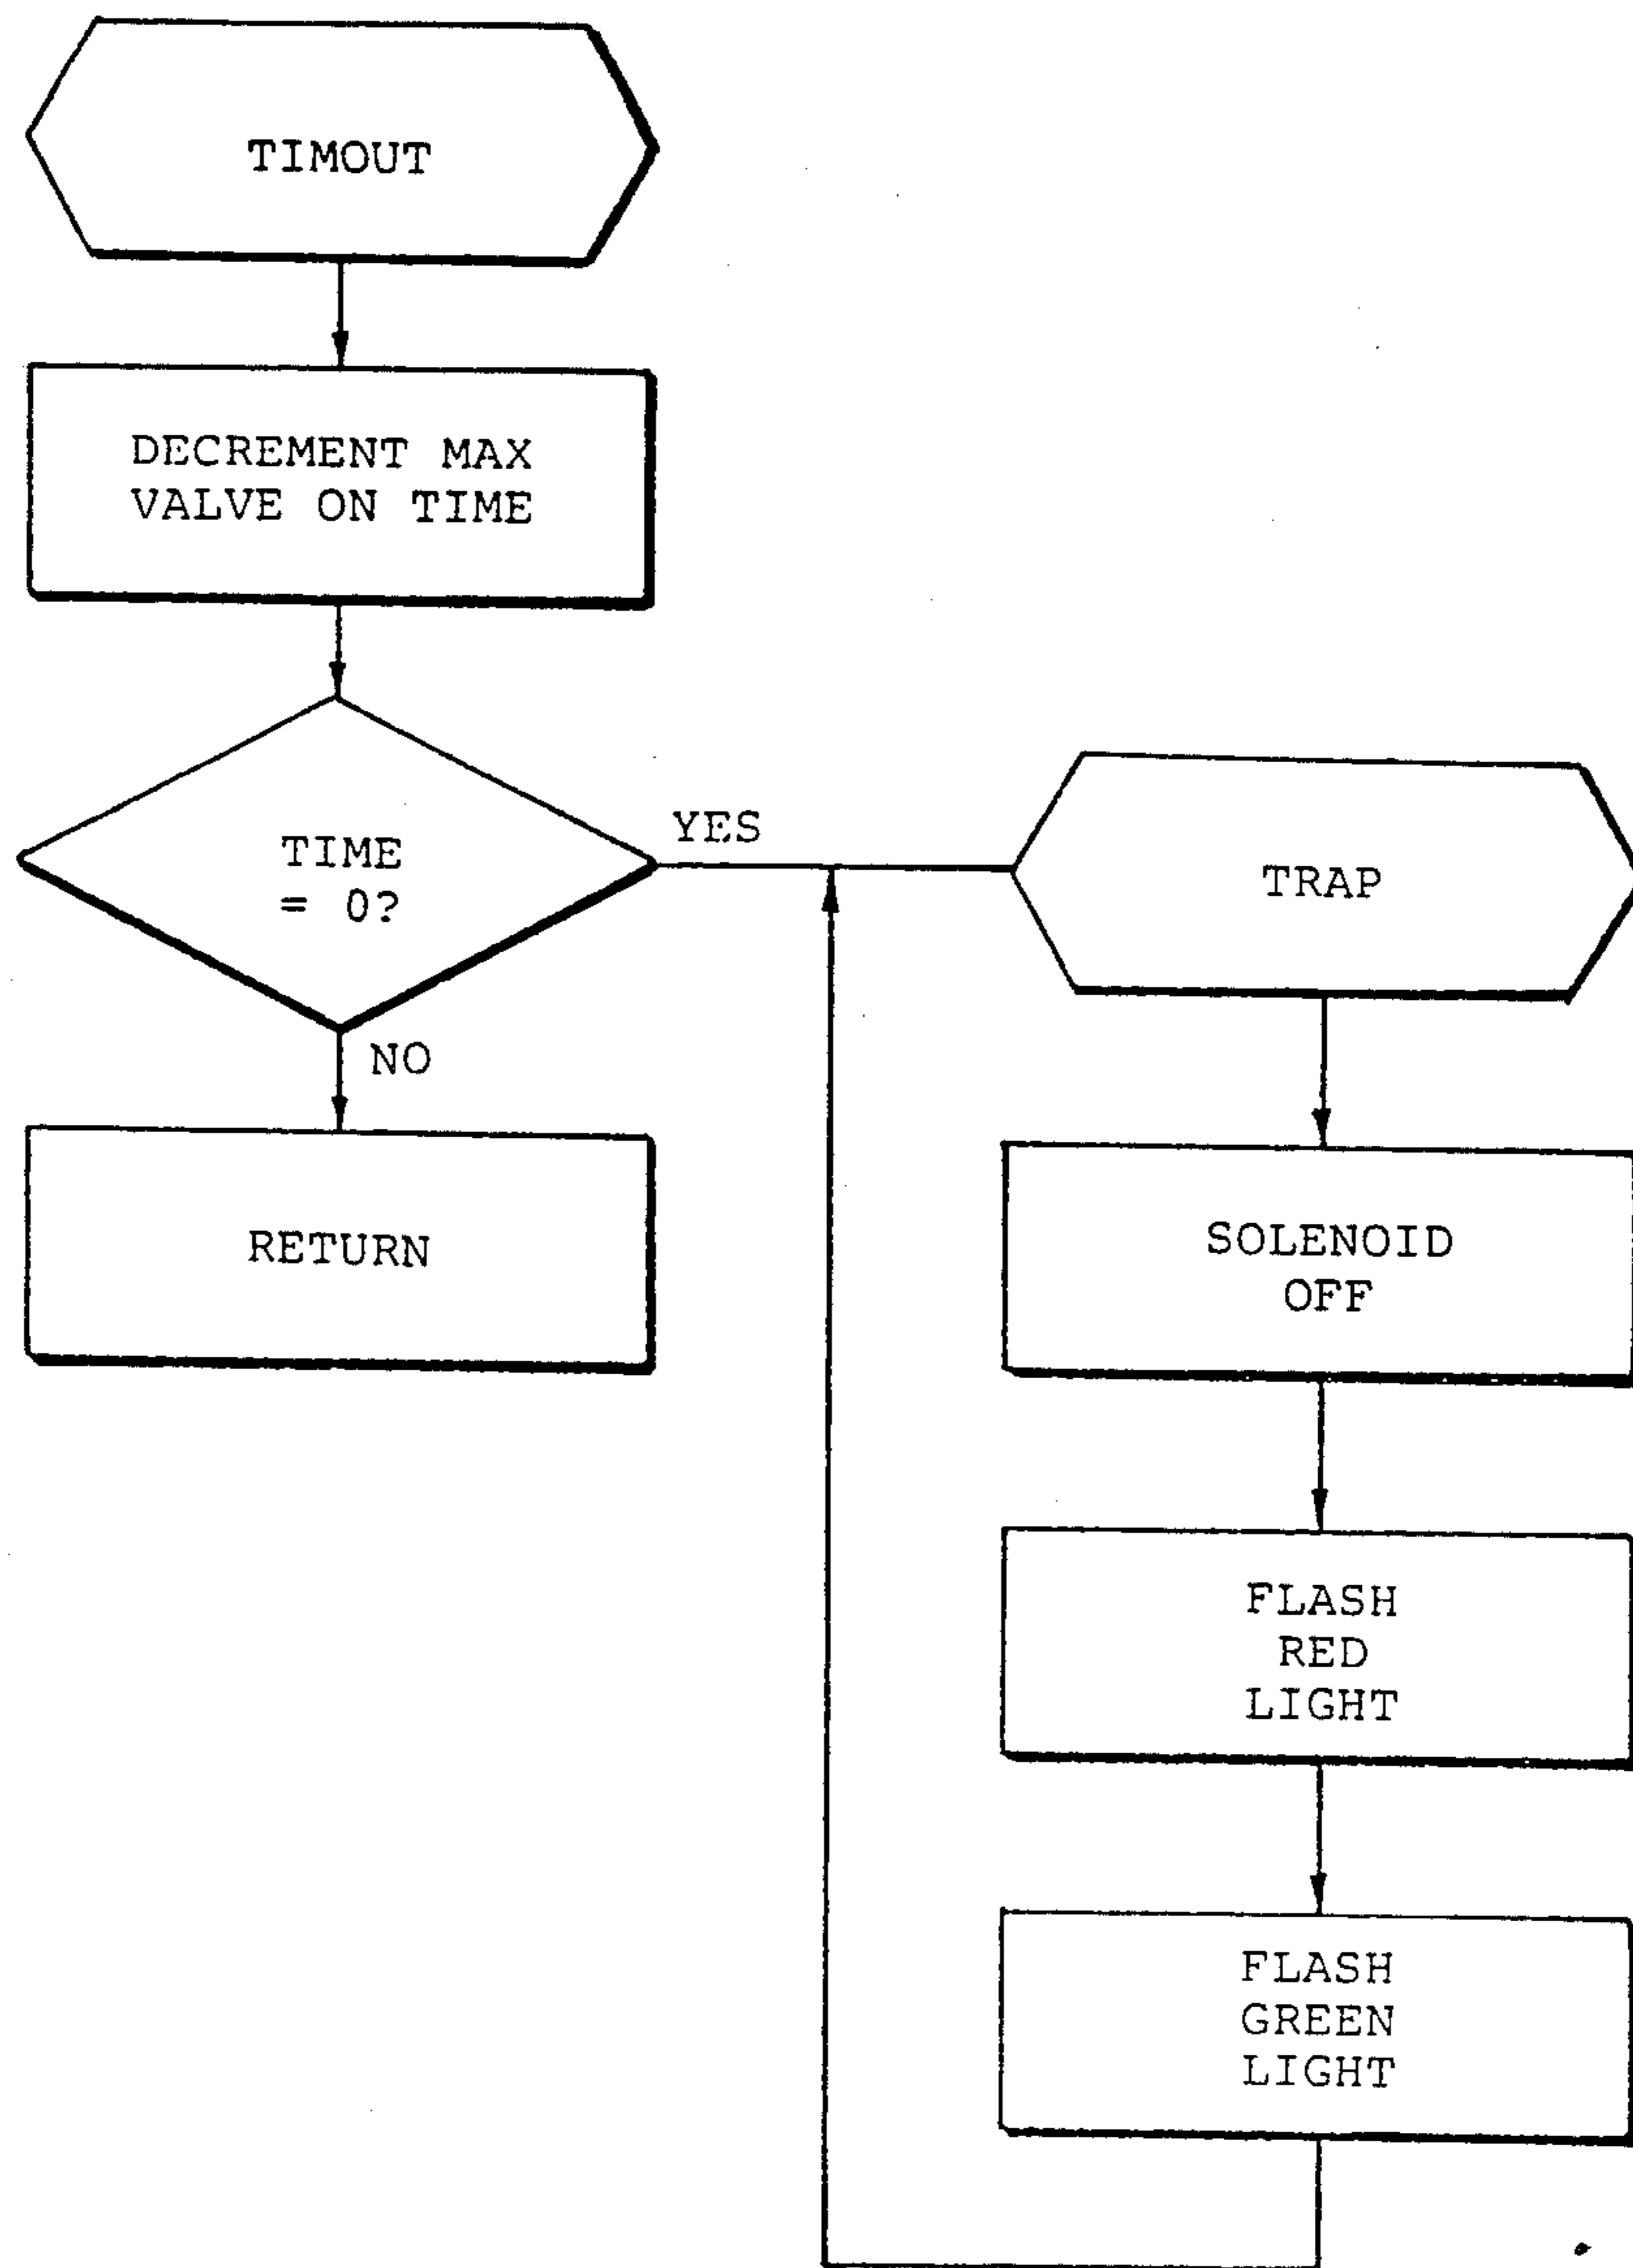 TIMOUT
DECREMENT MAX
VALVE ON TIME
TIME
= 0?
YES
NO
RETURN
TRAP
SOLENOID
OFF
FLASH
RED
LIGHT
FLASH
GREEN
LIGHT